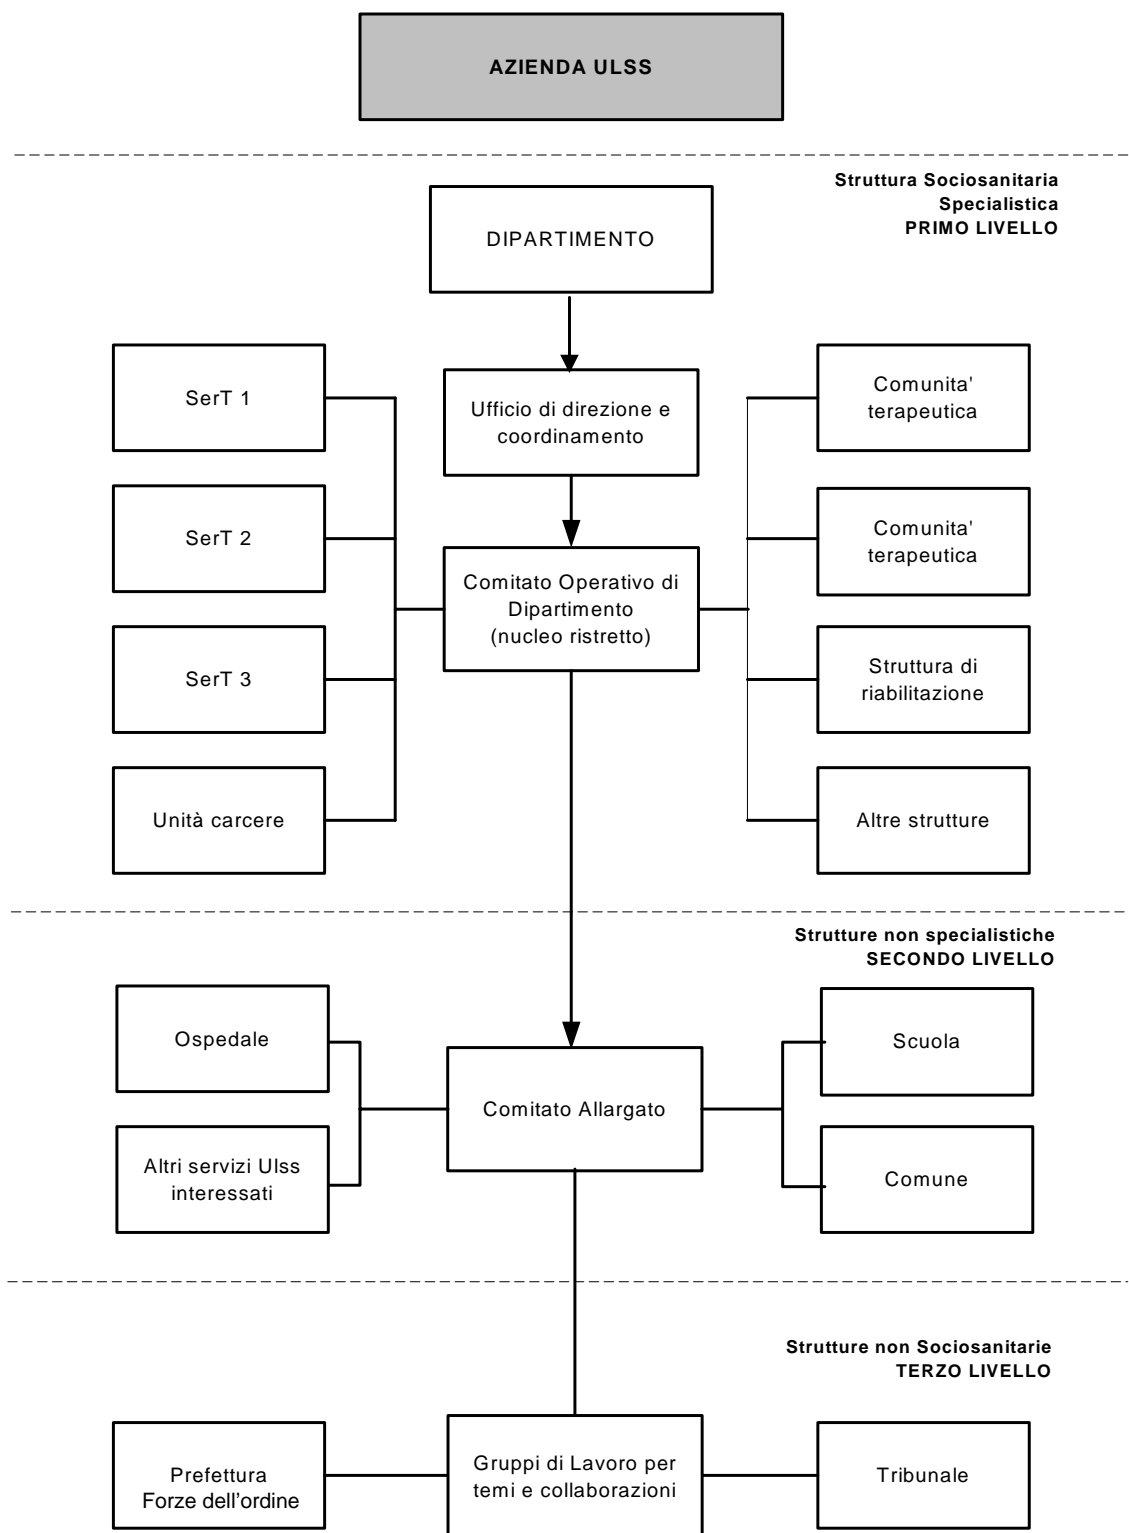 AZIENDA ULSS
Struttura Sociosanitaria
Specialistica
PRIMO LIVELLO
DIPARTIMENTO
SerT 1
Ufficio di direzione e
coordinamento
Comunita'
terapeutica
SerT 2
Comunita'
terapeutica
Comitato Operativo di
Dipartimento
(nucleo ristretto)
SerT 3
Struttura di
riabilitazione
Unità carcere
Altre strutture
Strutture non specialistiche
SECONDO LIVELLO
Ospedale
Scuola
Comitato Allargato
Altri servizi Ulss
interessati
Comune
Strutture non Sociosanitarie
TERZO LIVELLO
Prefettura
Forze dell'ordine
Gruppi di Lavoro per
temi e collaborazioni
Tribunale